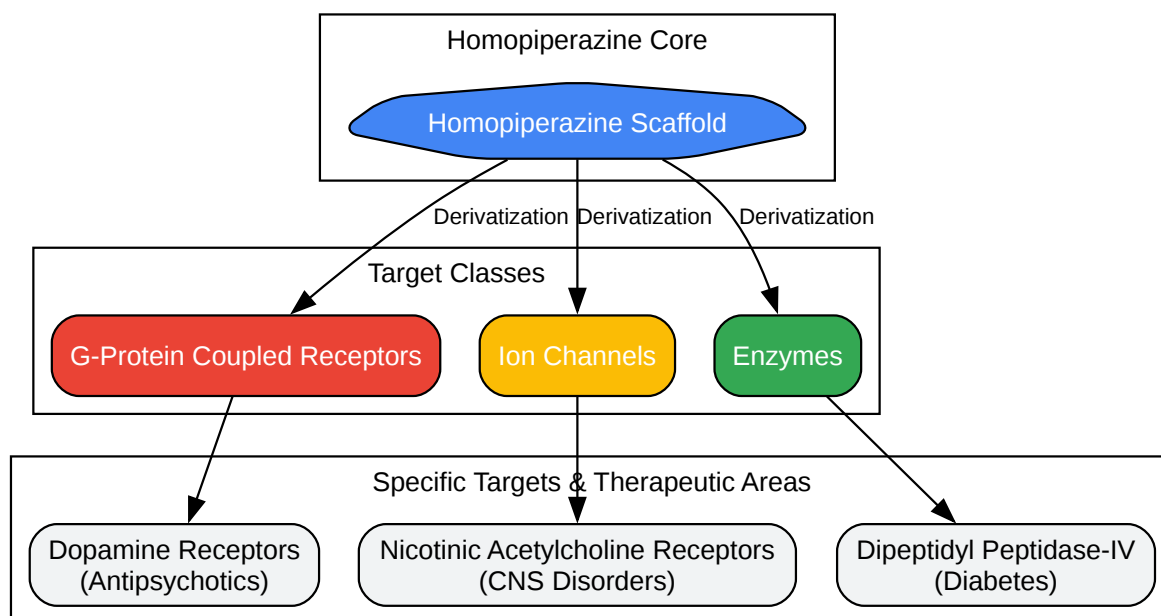 Homopiperazine Core
Homopiperazine Scaffold
Derivatization
Derivatization
Derivatization
Target Classes
G-Protein Coupled Receptors
Ion Channels
Enzymes
Specific Targets & Therapeutic Areas
Dopamine Receptors
(Antipsychotics)
Nicotinic Acetylcholine Receptors
(CNS Disorders)
Dipeptidyl Peptidase-IV
(Diabetes)